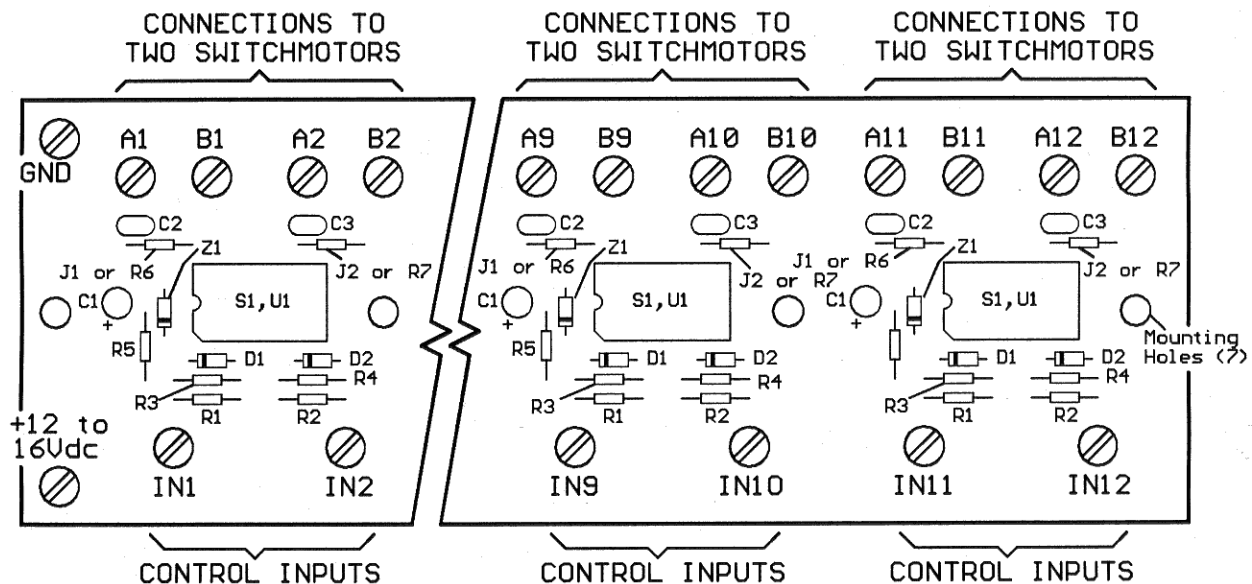 CONNECTIONS TO
TWO SWITCHMOTORS
CONNECTIONS TO
TWO SWITCHMOTORS
CONNECTIONS TO
TWO SWITCHMOTORS
GND
A1 B1 A2 B2
A9 B9 A10 B10
A11 B11 A12 B12
C2 C3
Z1
J1 or R6
J2 or R7
C1
+
S1,U1
R5
D1 D2
R4
R3
R1 R2
C2 C3
Z1
J1 or R6
J2 or R7
C1
+
S1,U1
R5
D1 D2
R4
R3
R1 R2
C2 C3
Z1
J1 or R6
J2 or R7
C1
+
S1,U1
D1 D2
R4
R3
R1 R2
Mounting
Holes (7)
+12 to
16Vdc
IN1 IN2
IN9 IN10
IN11 IN12
CONTROL INPUTS
CONTROL INPUTS
CONTROL INPUTS